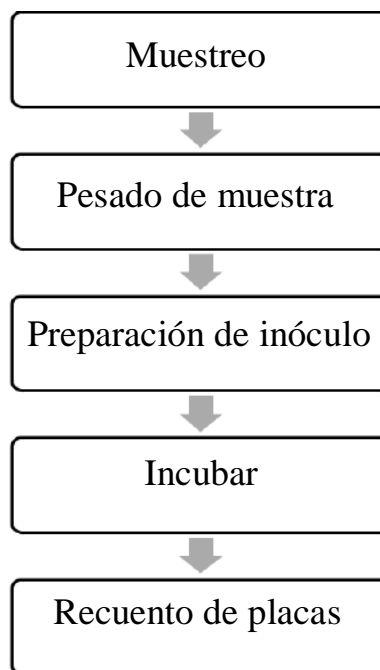 Muestreo
Pesado de muestra
Preparación de inóculo
Incubar
Recuento de placas